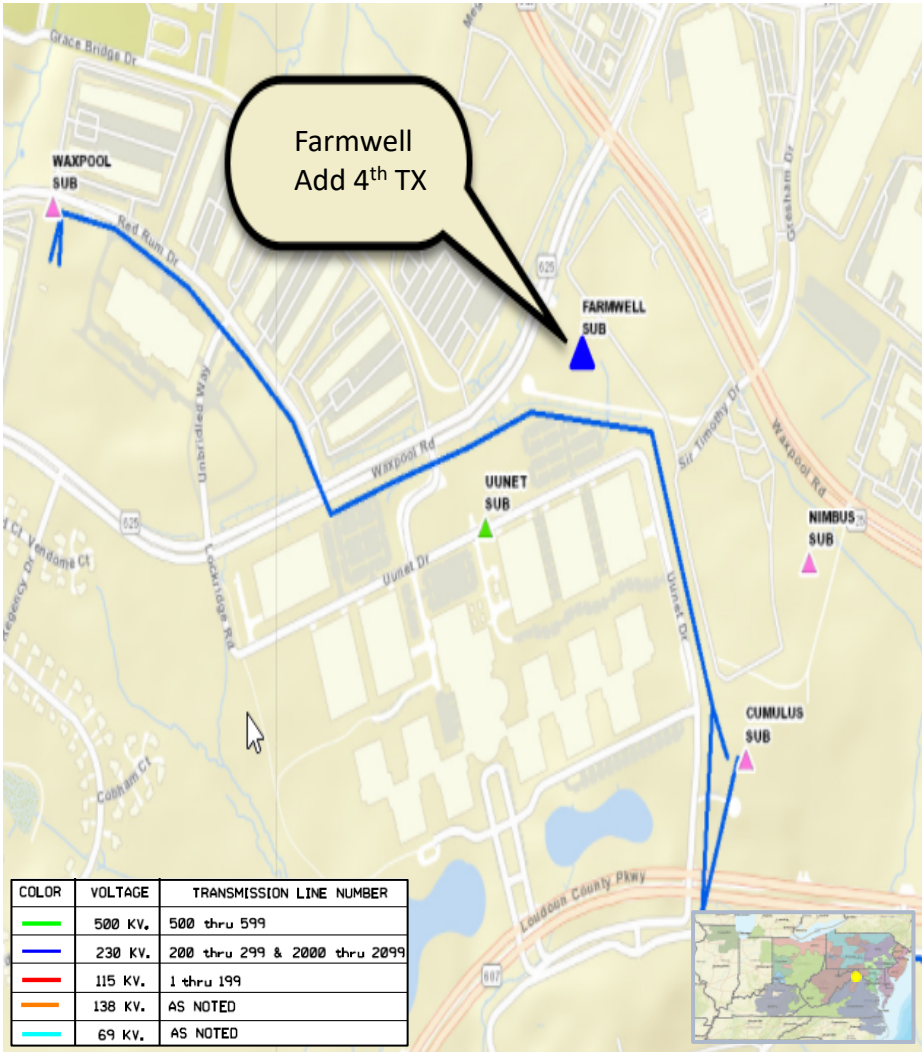 Grace Bridge Dr
WAXPOOL
SUB
Red Rum Dr
Farmwell
Add 4th TX
625
Gresham Dr
FARMWELL
SUB
Unbridled Way
Waxpool Rd
Sir Timothy Dr
Waxpool Rd
UUNET
SUB
NIMBUS
SUB
625
Vendome Ct
Regency Dr
Lockridge Rd
Uunet Dr
Uunet Dr
CUMULUS
SUB
Cobham Ct
Loudoun County Pkwy
607
COLOR VOLTAGE TRANSMISSION LINE NUMBER
500 KV. 500 thru 599
230 KV. 200 thru 299 & 2000 thru 2099
115 KV. 1 thru 199
138 KV. AS NOTED
69 KV. AS NOTED